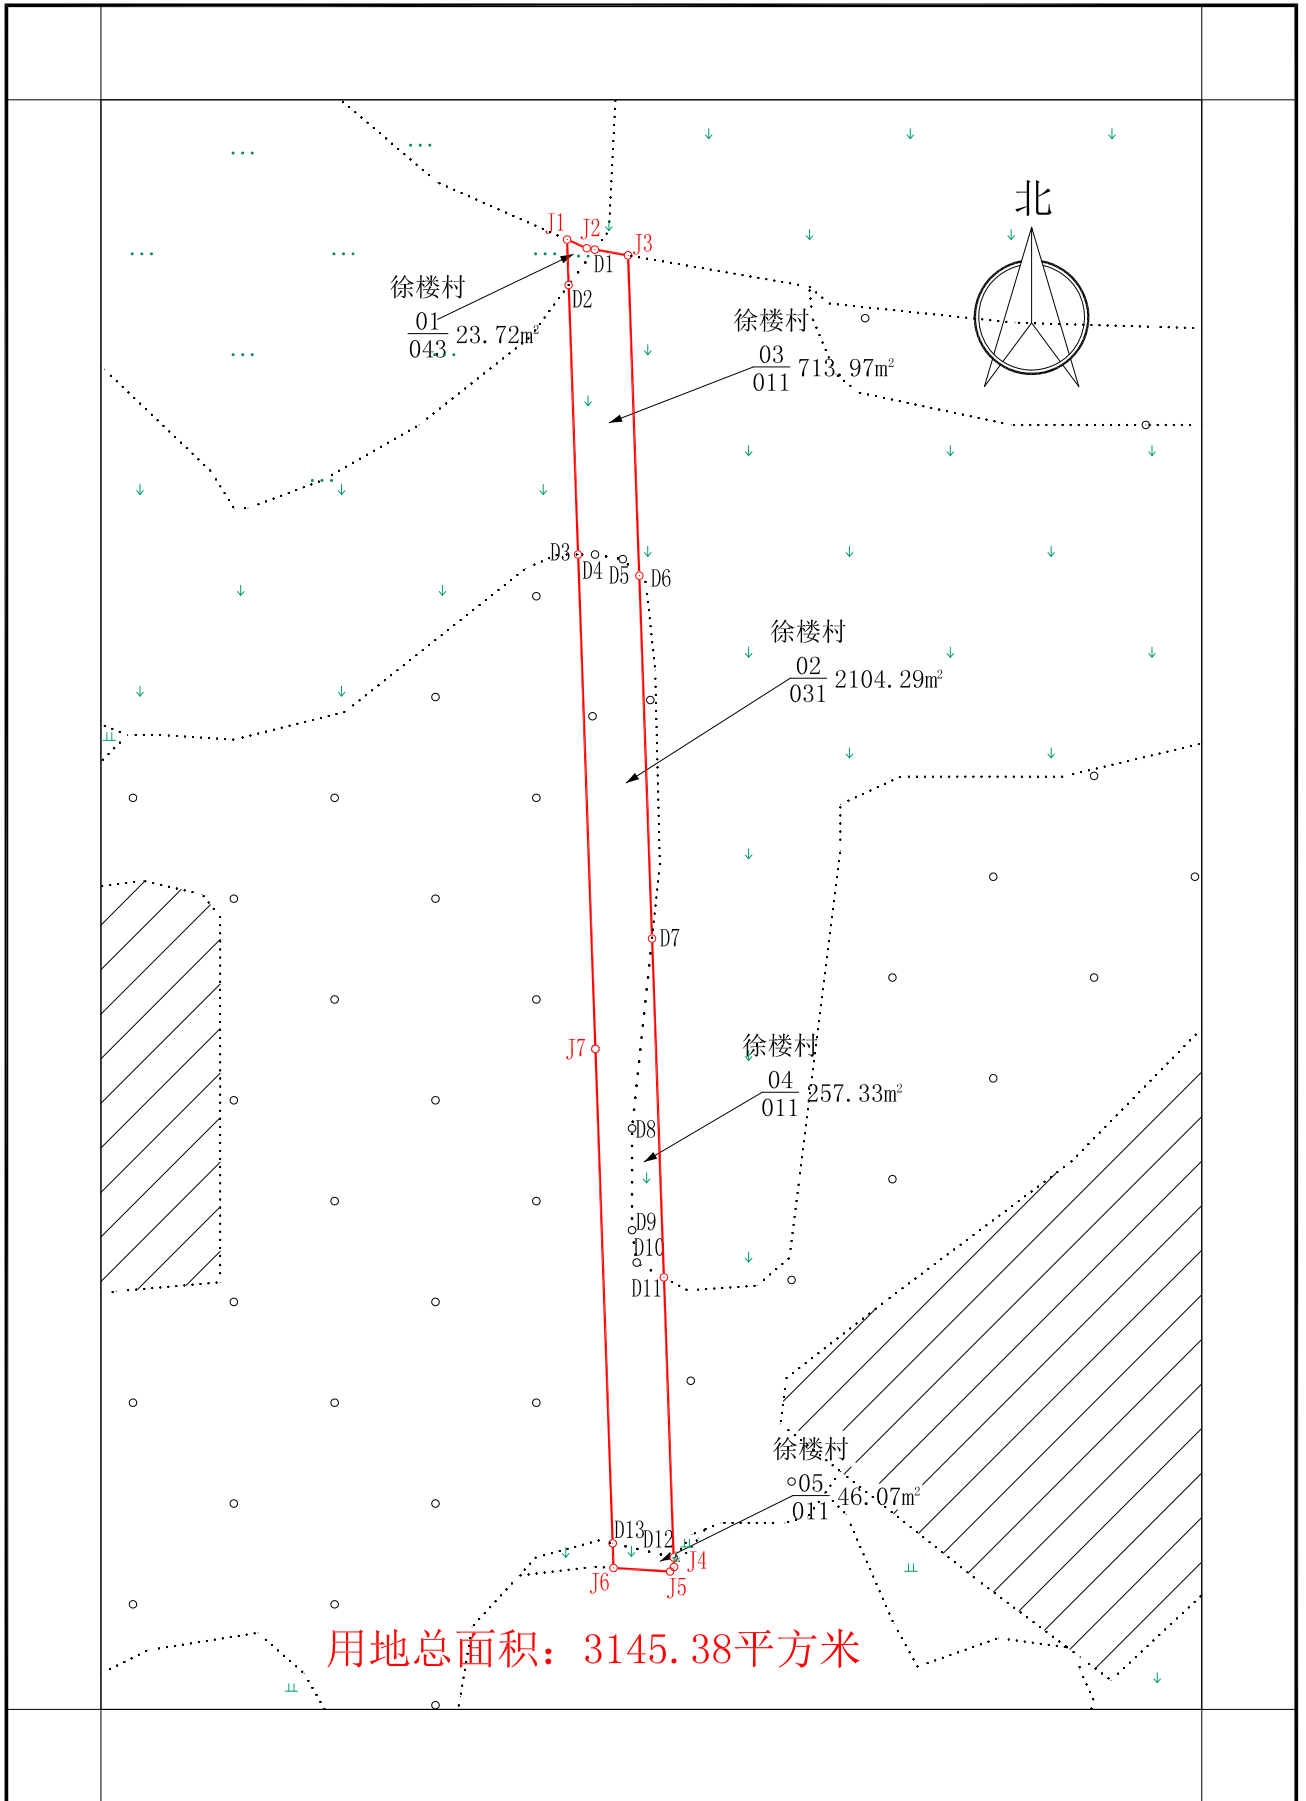 北
J1
J2
J3
D1
徐楼村
D2
01
043
23.72m²
徐楼村
03
011
713.97m²
D3
D4
D5
D6
徐楼村
02
031
2104.29m²
D7
J7
徐楼村
04
011
257.33m²
D8
D9
D10
D11
徐楼村
05
011
46.07m²
D13
D12
J4
J6
J5
用地总面积：3145.38平方米